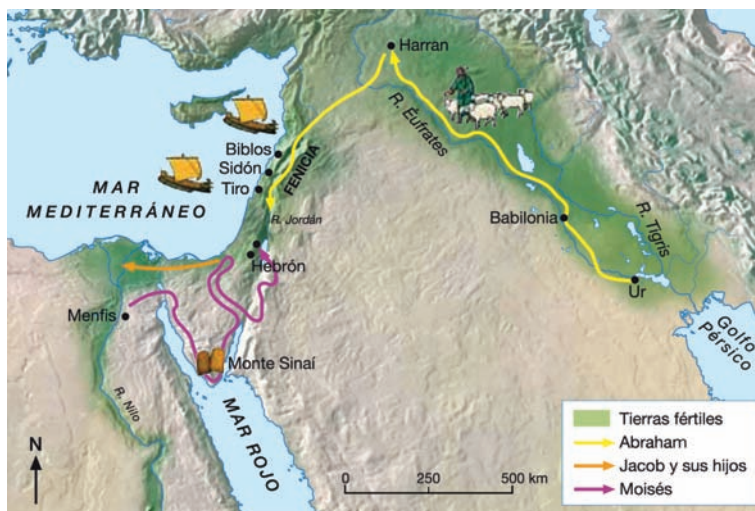 Harran
R. Éufrates
Biblos
Sidón
Tiro
FENICIA
MAR
MEDITERRÁNEO
R. Jordán
Babilonia
R. Tigris
Hebrón
Ur
Menfis
Golfo
Pérsico
Monte Sinaí
R. Nilo
MAR ROJO
N
0 250 500 km
Tierras fértiles
Abraham
Jacob y sus hijos
Moisés